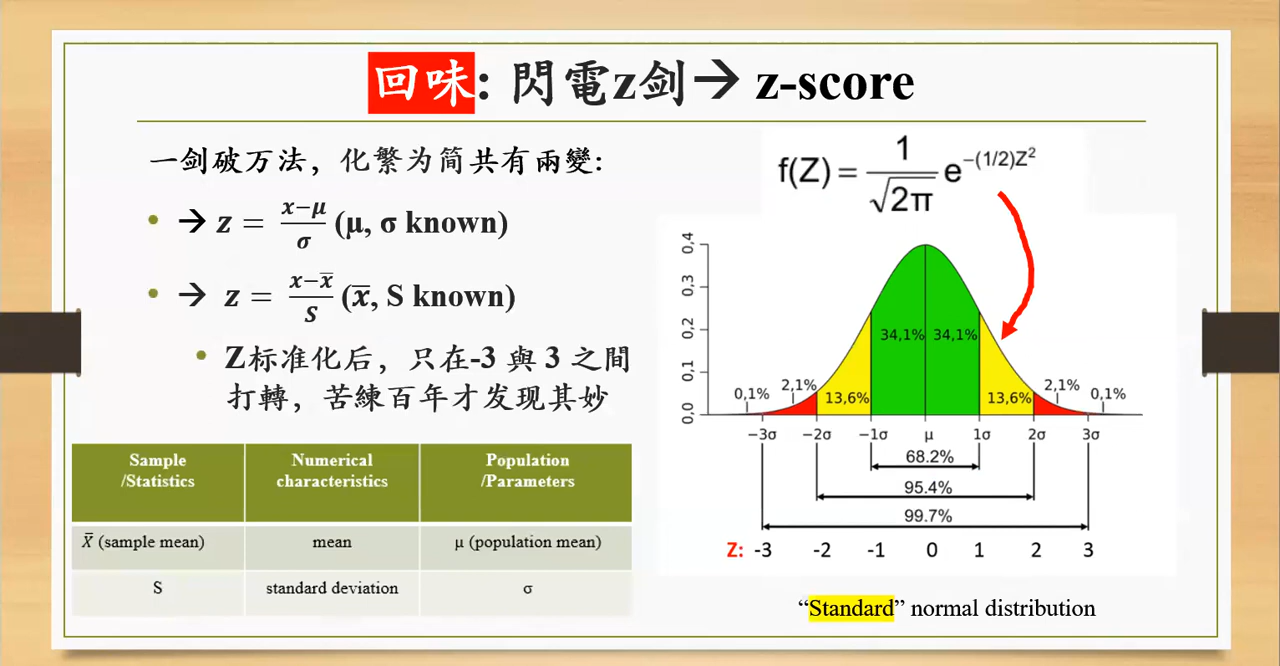 回味: 閃電z剑→ z-score
一剑破万法，化繁为简共有兩變:
• → z = (x−μ)/σ (μ, σ known)
• → z = (x−x̅)/S (x̅, S known)
• Z标准化后，只在-3 與 3 之間
打轉，苦練百年才发现其妙
Sample
/Statistics
Numerical
characteristics
Population
/Parameters
X̅ (sample mean)
mean
μ (population mean)
S
standard deviation
σ
f(Z) = 1/√2π e^−(1/2)Z²
0,4
0,3
0,2
0,1
0,0
34,1% 34,1%
0,1% 2,1% 13,6% 13,6% 2,1% 0,1%
−3σ −2σ −1σ μ 1σ 2σ 3σ
68.2%
95.4%
99.7%
Z: -3 -2 -1 0 1 2 3
“Standard” normal distribution